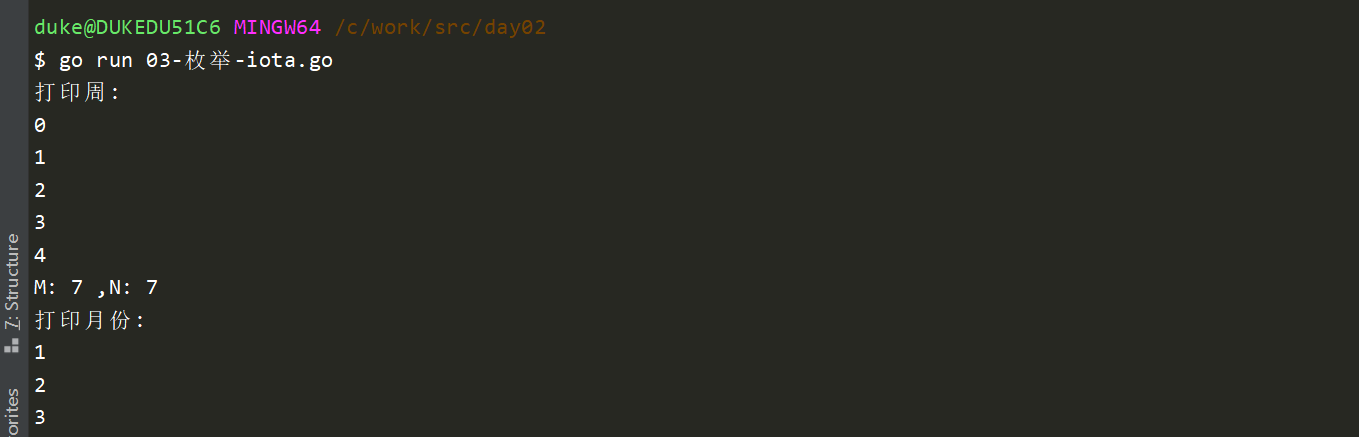 duke@DUKEDU51C6 MINGW64 /c/work/src/day02
$ go run 03-枚举-iota.go
打印周:
0
1
2
3
4
M: 7 ,N: 7
打印月份:
1
2
3
7: Structure
orites